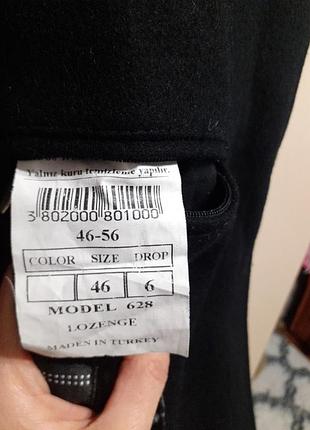 Yalnız kuru temizleme yapılır.
3 802000 801000
46-56
COLOR SIZE DROP
46 6
MODEL 628
LOZENGE
MADEN IN TURKEY